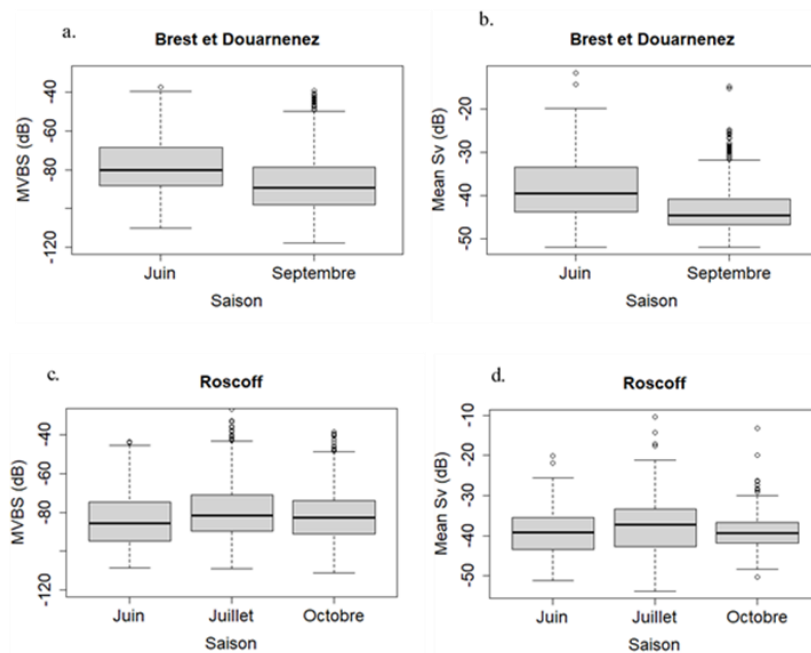 a.
Brest et Douarnenez
MVBS (dB)
-40
-60
-80
-120
Juin
Septembre
Saison
b.
Brest et Douarnenez
Mean Sv (dB)
-20
-30
-40
-50
Juin
Septembre
Saison
c.
Roscoff
MVBS (dB)
-40
-60
-80
-120
Juin
Juillet
Octobre
Saison
d.
Roscoff
Mean Sv (dB)
-10
-20
-30
-40
-50
Juin
Juillet
Octobre
Saison